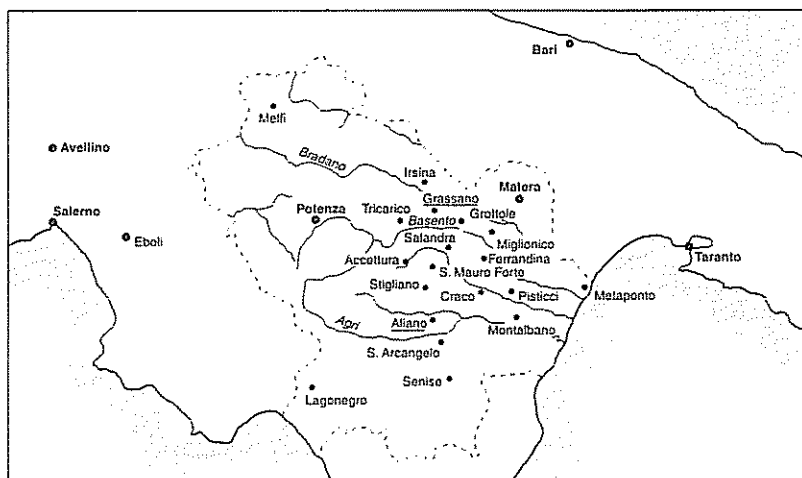 Bari
Melfi
Avellino
Bradano
Irsina
Matera
Grassano
Salerno
Potenza
Tricarico
Basento
Grottole
Eboli
Miglionico
Salandra
Taranto
Accettura
Ferrandina
S. Mauro Forte
Stigliano
Craco
Pisticci
Metaponto
Agri
Aliano
Montalbano
S. Arcangelo
Senise
Lagonegro